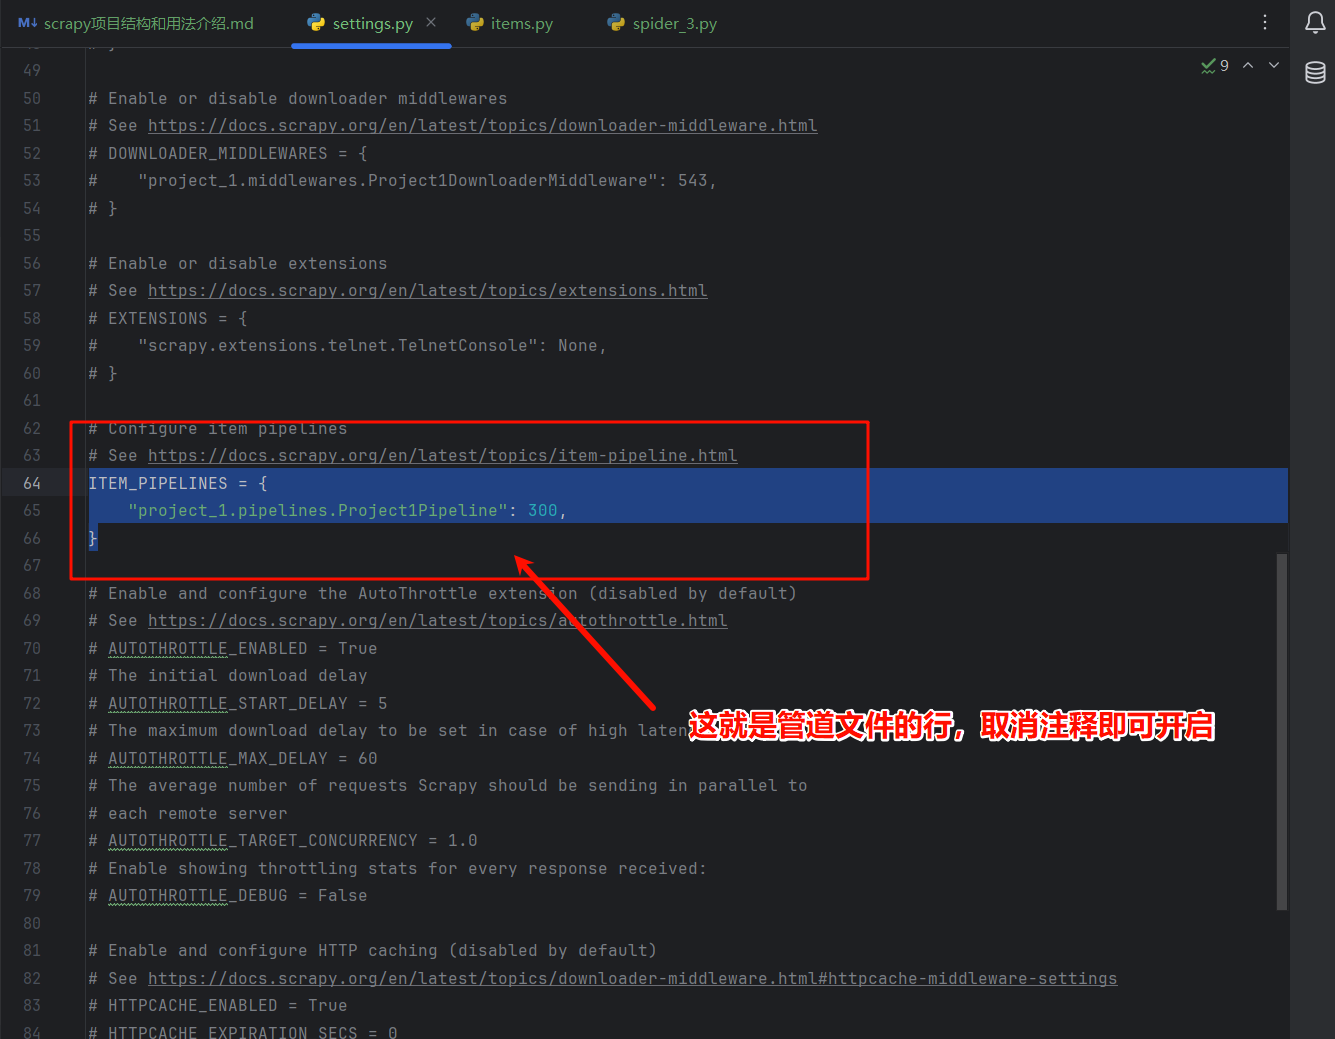 scrapy项目结构和用法介绍.md
settings.py
items.py
spider_3.py
9
49
50 # Enable or disable downloader middlewares
51 # See https://docs.scrapy.org/en/latest/topics/downloader-middleware.html
52 # DOWNLOADER_MIDDLEWARES = {
53 #    "project_1.middlewares.Project1DownloaderMiddleware": 543,
54 # }
55
56 # Enable or disable extensions
57 # See https://docs.scrapy.org/en/latest/topics/extensions.html
58 # EXTENSIONS = {
59 #    "scrapy.extensions.telnet.TelnetConsole": None,
60 # }
61
62 # Configure item pipelines
63 # See https://docs.scrapy.org/en/latest/topics/item-pipeline.html
64 ITEM_PIPELINES = {
65     "project_1.pipelines.Project1Pipeline": 300,
66 }
67
68 # Enable and configure the AutoThrottle extension (disabled by default)
69 # See https://docs.scrapy.org/en/latest/topics/autothrottle.html
70 # AUTOTHROTTLE_ENABLED = True
71 # The initial download delay
72 # AUTOTHROTTLE_START_DELAY = 5
73 # The maximum download delay to be set in case of high laten
这就是管道文件的行，取消注释即可开启
74 # AUTOTHROTTLE_MAX_DELAY = 60
75 # The average number of requests Scrapy should be sending in parallel to
76 # each remote server
77 # AUTOTHROTTLE_TARGET_CONCURRENCY = 1.0
78 # Enable showing throttling stats for every response received:
79 # AUTOTHROTTLE_DEBUG = False
80
81 # Enable and configure HTTP caching (disabled by default)
82 # See https://docs.scrapy.org/en/latest/topics/downloader-middleware.html#httpcache-middleware-settings
83 # HTTPCACHE_ENABLED = True
84 # HTTPCACHE_EXPIRATION_SECS = 0